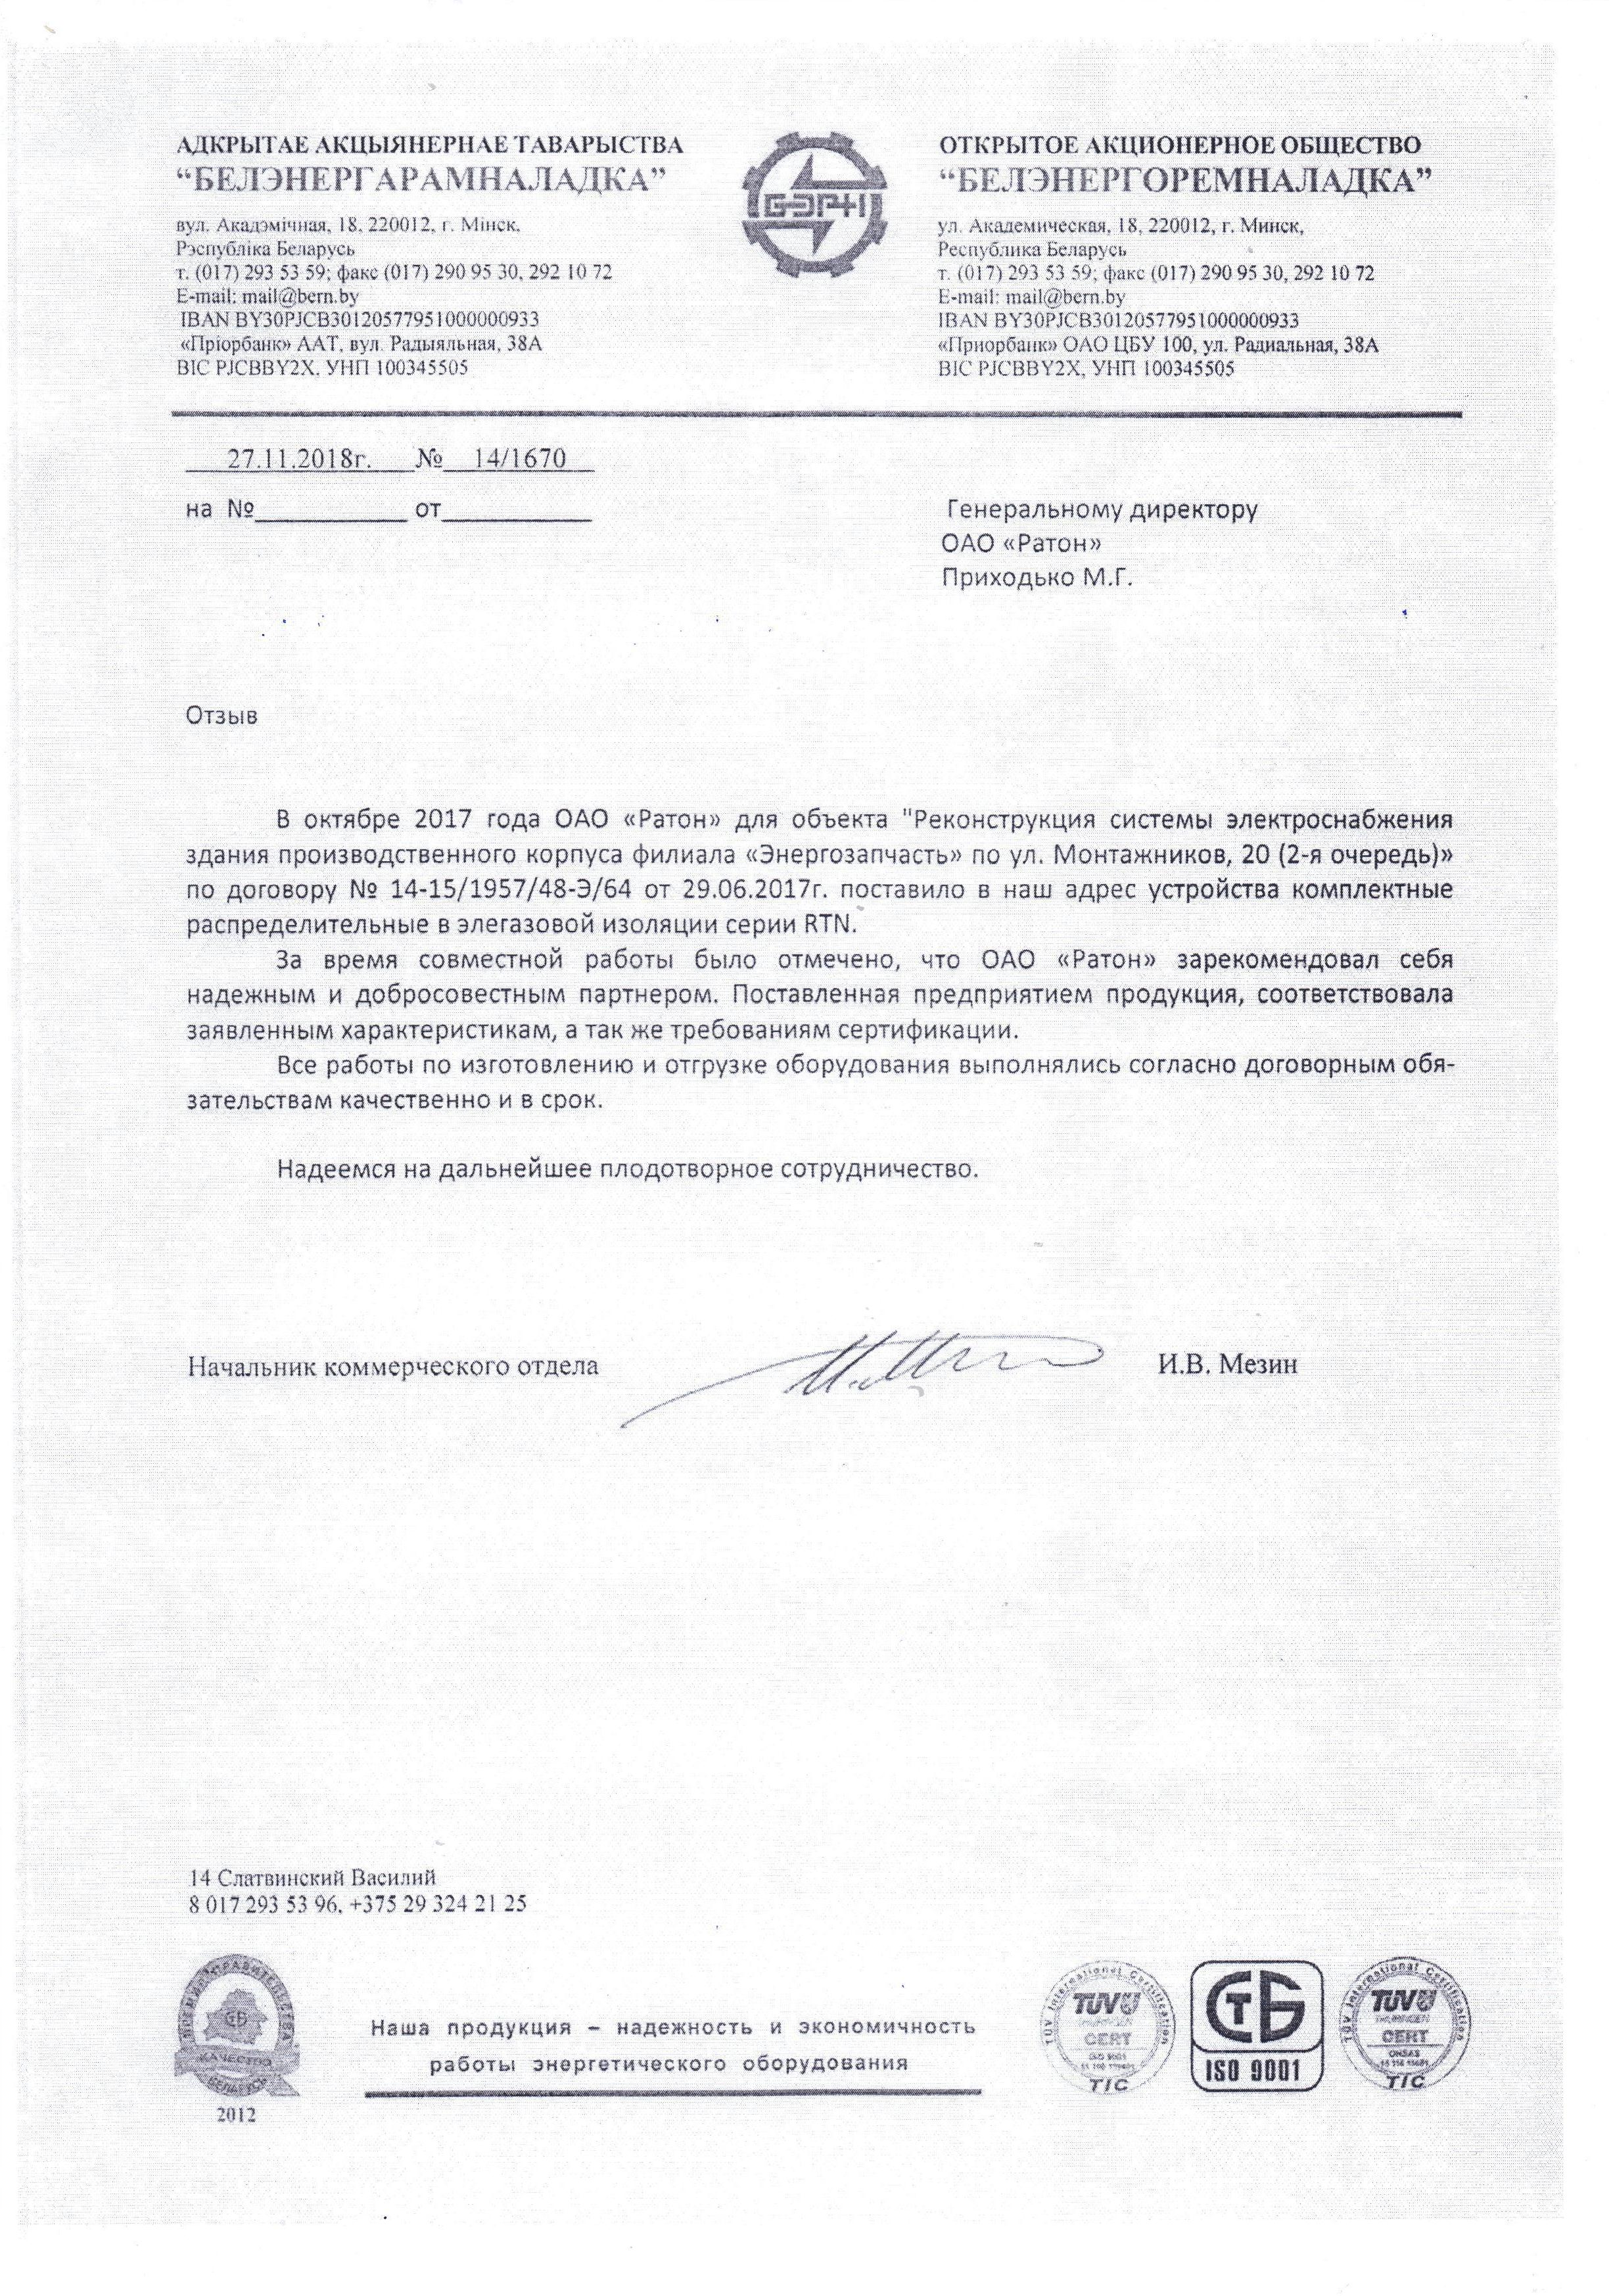 АДКРЫТАЕ АКЦЫЯНЕРНАЕ ТАВАРЫСТВА
“БЕЛЭНЕРГАРАМНАЛАДКА”
вул. Акадэмічная, 18, 220012, г. Мінск,
Рэспубліка Беларусь
т. (017) 293 53 59; факс (017) 290 95 30, 292 10 72
E-mail: mail@bern.by
IBAN BY30PJCB30120577951000000933
«Пріорбанк» ААТ, вул. Радыяльная, 38А
BIC PJCBBY2X, УНП 100345505
БЭРН
ОТКРЫТОЕ АКЦИОНЕРНОЕ ОБЩЕСТВО
“БЕЛЭНЕРГОРЕМНАЛАДКА”
ул. Академическая, 18, 220012, г. Минск,
Республика Беларусь
т. (017) 293 53 59; факс (017) 290 95 30, 292 10 72
E-mail: mail@bern.by
IBAN BY30PJCB30120577951000000933
«Приорбанк» ОАО ЦБУ 100, ул. Радиальная, 38А
BIC PJCBBY2X, УНП 100345505
27.11.2018г. № 14/1670
на №___________ от___________
Генеральному директору
ОАО «Ратон»
Приходько М.Г.
Отзыв
В октябре 2017 года ОАО «Ратон» для объекта "Реконструкция системы электроснабжения
здания производственного корпуса филиала «Энергозапчасть» по ул. Монтажников, 20 (2-я очередь)»
по договору № 14-15/1957/48-Э/64 от 29.06.2017г. поставило в наш адрес устройства комплектные
распределительные в элегазовой изоляции серии RTN.
За время совместной работы было отмечено, что ОАО «Ратон» зарекомендовал себя
надежным и добросовестным партнером. Поставленная предприятием продукция, соответствовала
заявленным характеристикам, а так же требованиям сертификации.
Все работы по изготовлению и отгрузке оборудования выполнялись согласно договорным обя-
зательствам качественно и в срок.
Надеемся на дальнейшее плодотворное сотрудничество.
Начальник коммерческого отдела
И.В. Мезин
14 Слатвинский Василий
8 017 293 53 96, +375 29 324 21 25
ПРАВИТЕЛЬСТВА
СТБ
КАЧЕСТВО
БЕЛАРУСЬ
2012
Наша продукция – надежность и экономичность
работы энергетического оборудования
TÜV International Certification
TÜV
CERT
ISO 9001
TIC
СТБ
ISO 9001
TÜV International Certification
TÜV
CERT
OHSAS
TIC